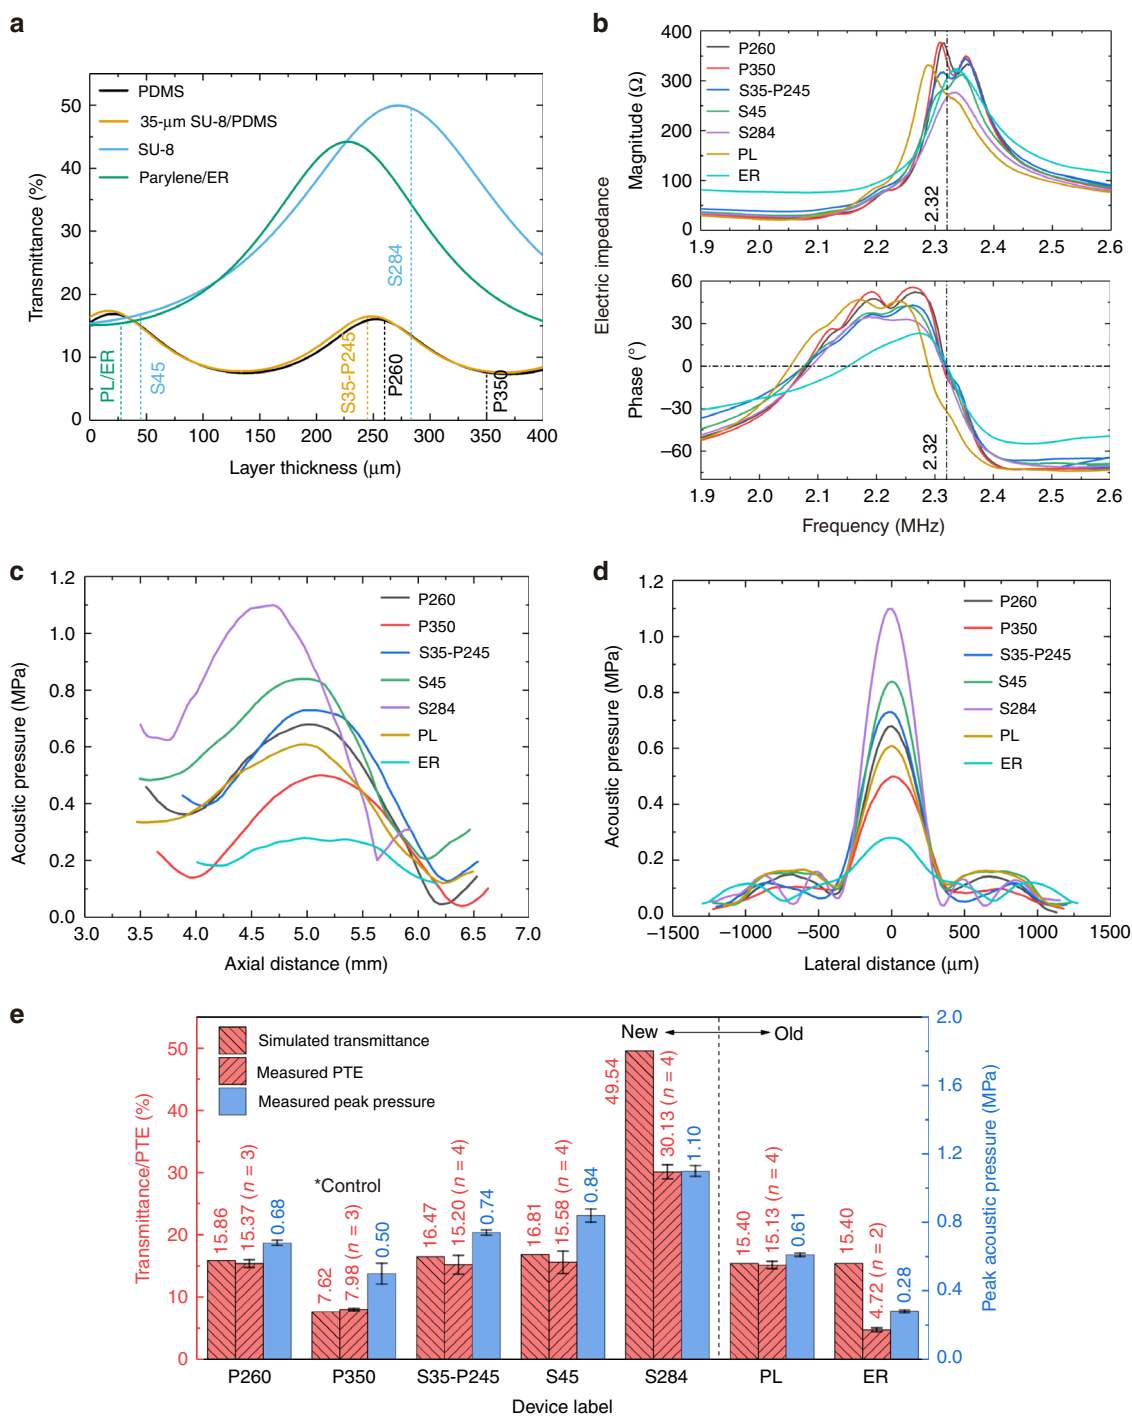 a
Transmittance (%)
50
40
30
20
10
0
PDMS
35-μm SU-8/PDMS
SU-8
Parylene/ER
PL/ER
S45
S35-P245
P260
S284
P350
0 50 100 150 200 250 300 350 400
Layer thickness (μm)
b
Electric impedance
Magnitude (Ω)
400
300
200
100
0
P260
P350
S35-P245
S45
S284
PL
ER
2.32
1.9 2.0 2.1 2.2 2.3 2.4 2.5 2.6
Phase (°)
60
30
0
−30
−60
2.32
1.9 2.0 2.1 2.2 2.3 2.4 2.5 2.6
Frequency (MHz)
c
Acoustic pressure (MPa)
1.2
1.0
0.8
0.6
0.4
0.2
0.0
P260
P350
S35-P245
S45
S284
PL
ER
3.0 3.5 4.0 4.5 5.0 5.5 6.0 6.5 7.0
Axial distance (mm)
d
Acoustic pressure (MPa)
1.2
1.0
0.8
0.6
0.4
0.2
0.0
P260
P350
S35-P245
S45
S284
PL
ER
−1500 −1000 −500 0 500 1000 1500
Lateral distance (μm)
e
Transmittance/PTE (%)
50
40
30
20
10
0
Simulated transmittance
Measured PTE
Measured peak pressure
New
Old
*Control
15.86
15.37 (n = 3)
0.68
7.62
7.98 (n = 3)
0.50
16.47
15.20 (n = 4)
0.74
16.81
15.58 (n = 4)
0.84
49.54
30.13 (n = 4)
1.10
15.40
15.13 (n = 4)
0.61
15.40
4.72 (n = 2)
0.28
2.0
1.6
1.2
0.8
0.4
0.0
Peak acoustic pressure (MPa)
P260 P350 S35-P245 S45 S284 PL ER
Device label